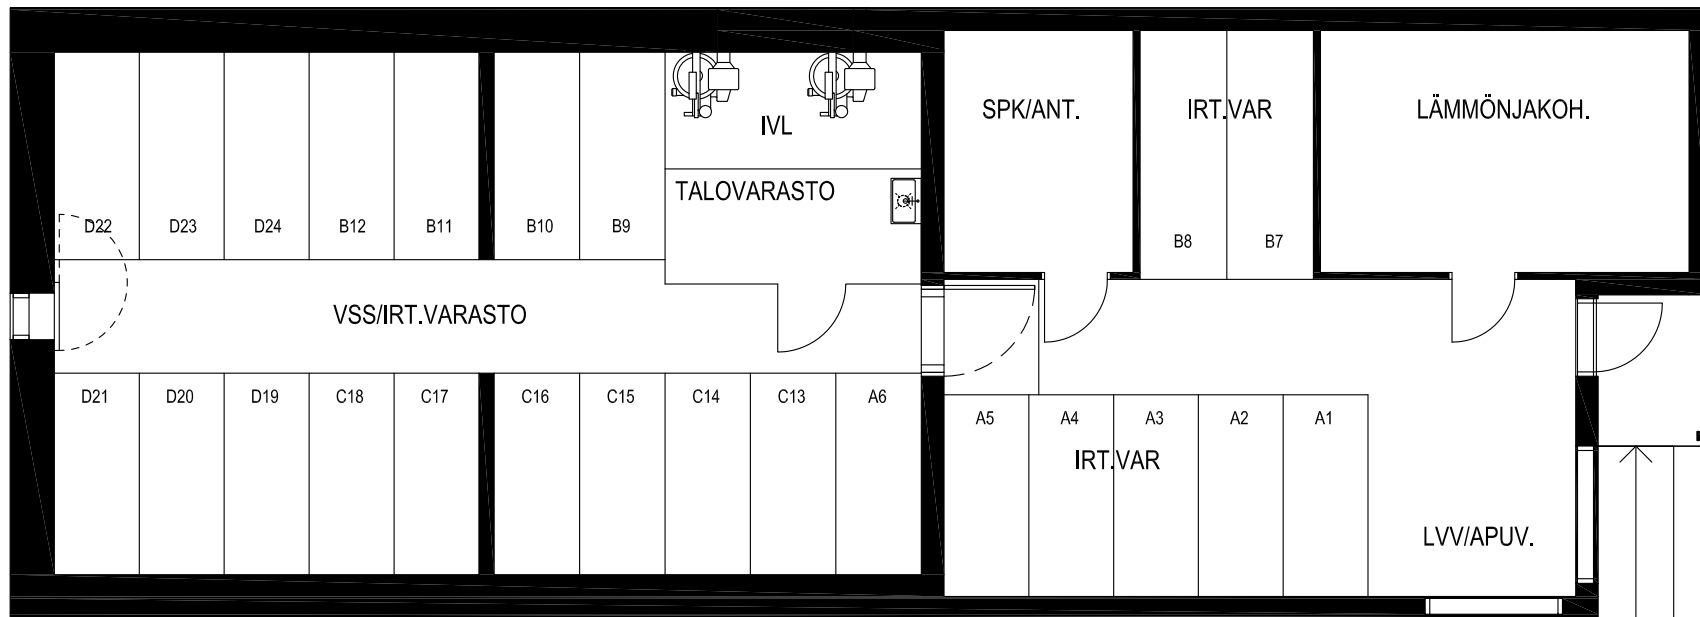 SPK/ANT.
IRT.VAR
LÄMMÖNJAKOH.
IVL
TALOVARASTO
D22
D23
D24
B12
B11
B10
B9
B8
B7
VSS/IRT.VARASTO
D21
D20
D19
C18
C17
C16
C15
C14
C13
A6
A5
A4
A3
A2
A1
IRT.VAR
LVV/APUV.